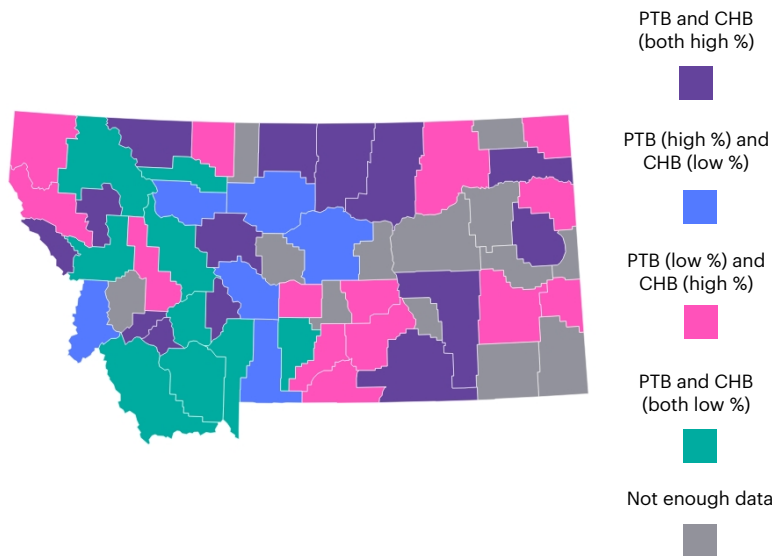 PTB and CHB
(both high %)
PTB (high %) and
CHB (low %)
PTB (low %) and
CHB (high %)
PTB and CHB
(both low %)
Not enough data